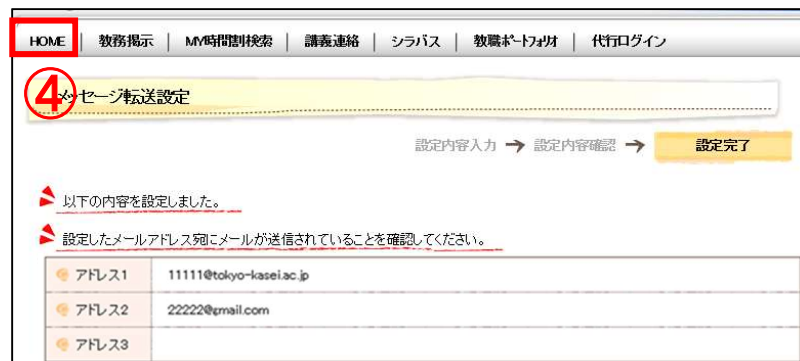 HOME | 教務掲示 | MY時間割検索 | 講義連絡 | シラバス | 教職ポートフォリオ | 代行ログイン
④
メッセージ転送設定
設定内容入力 → 設定内容確認 → 設定完了
以下の内容を設定しました。
設定したメールアドレス宛にメールが送信されていることを確認してください。
アドレス1 11111@tokyo-kasei.ac.jp
アドレス2 22222@gmail.com
アドレス3